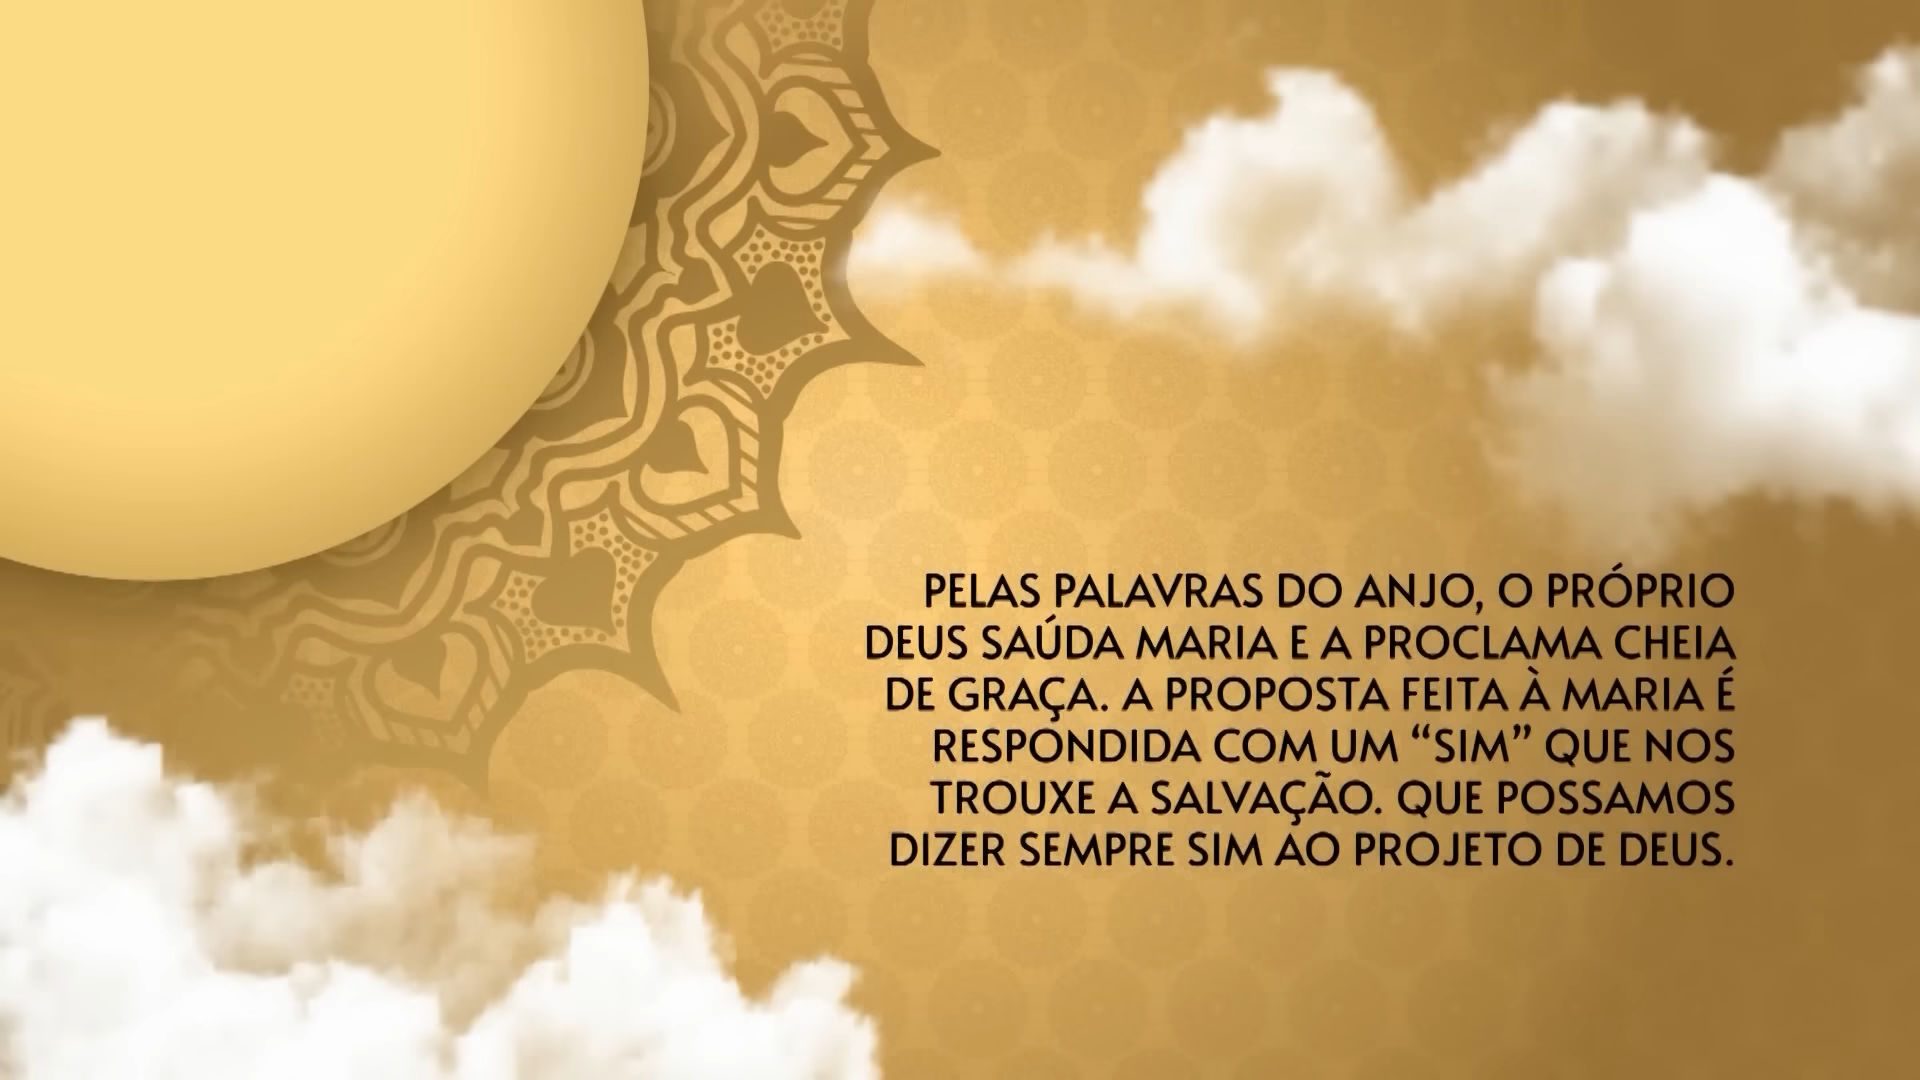 PELAS PALAVRAS DO ANJO, O PRÓPRIO
DEUS SAÚDA MARIA E A PROCLAMA CHEIA
DE GRAÇA. A PROPOSTA FEITA À MARIA É
RESPONDIDA COM UM “SIM” QUE NOS
TROUXE A SALVAÇÃO. QUE POSSAMOS
DIZER SEMPRE SIM AO PROJETO DE DEUS.